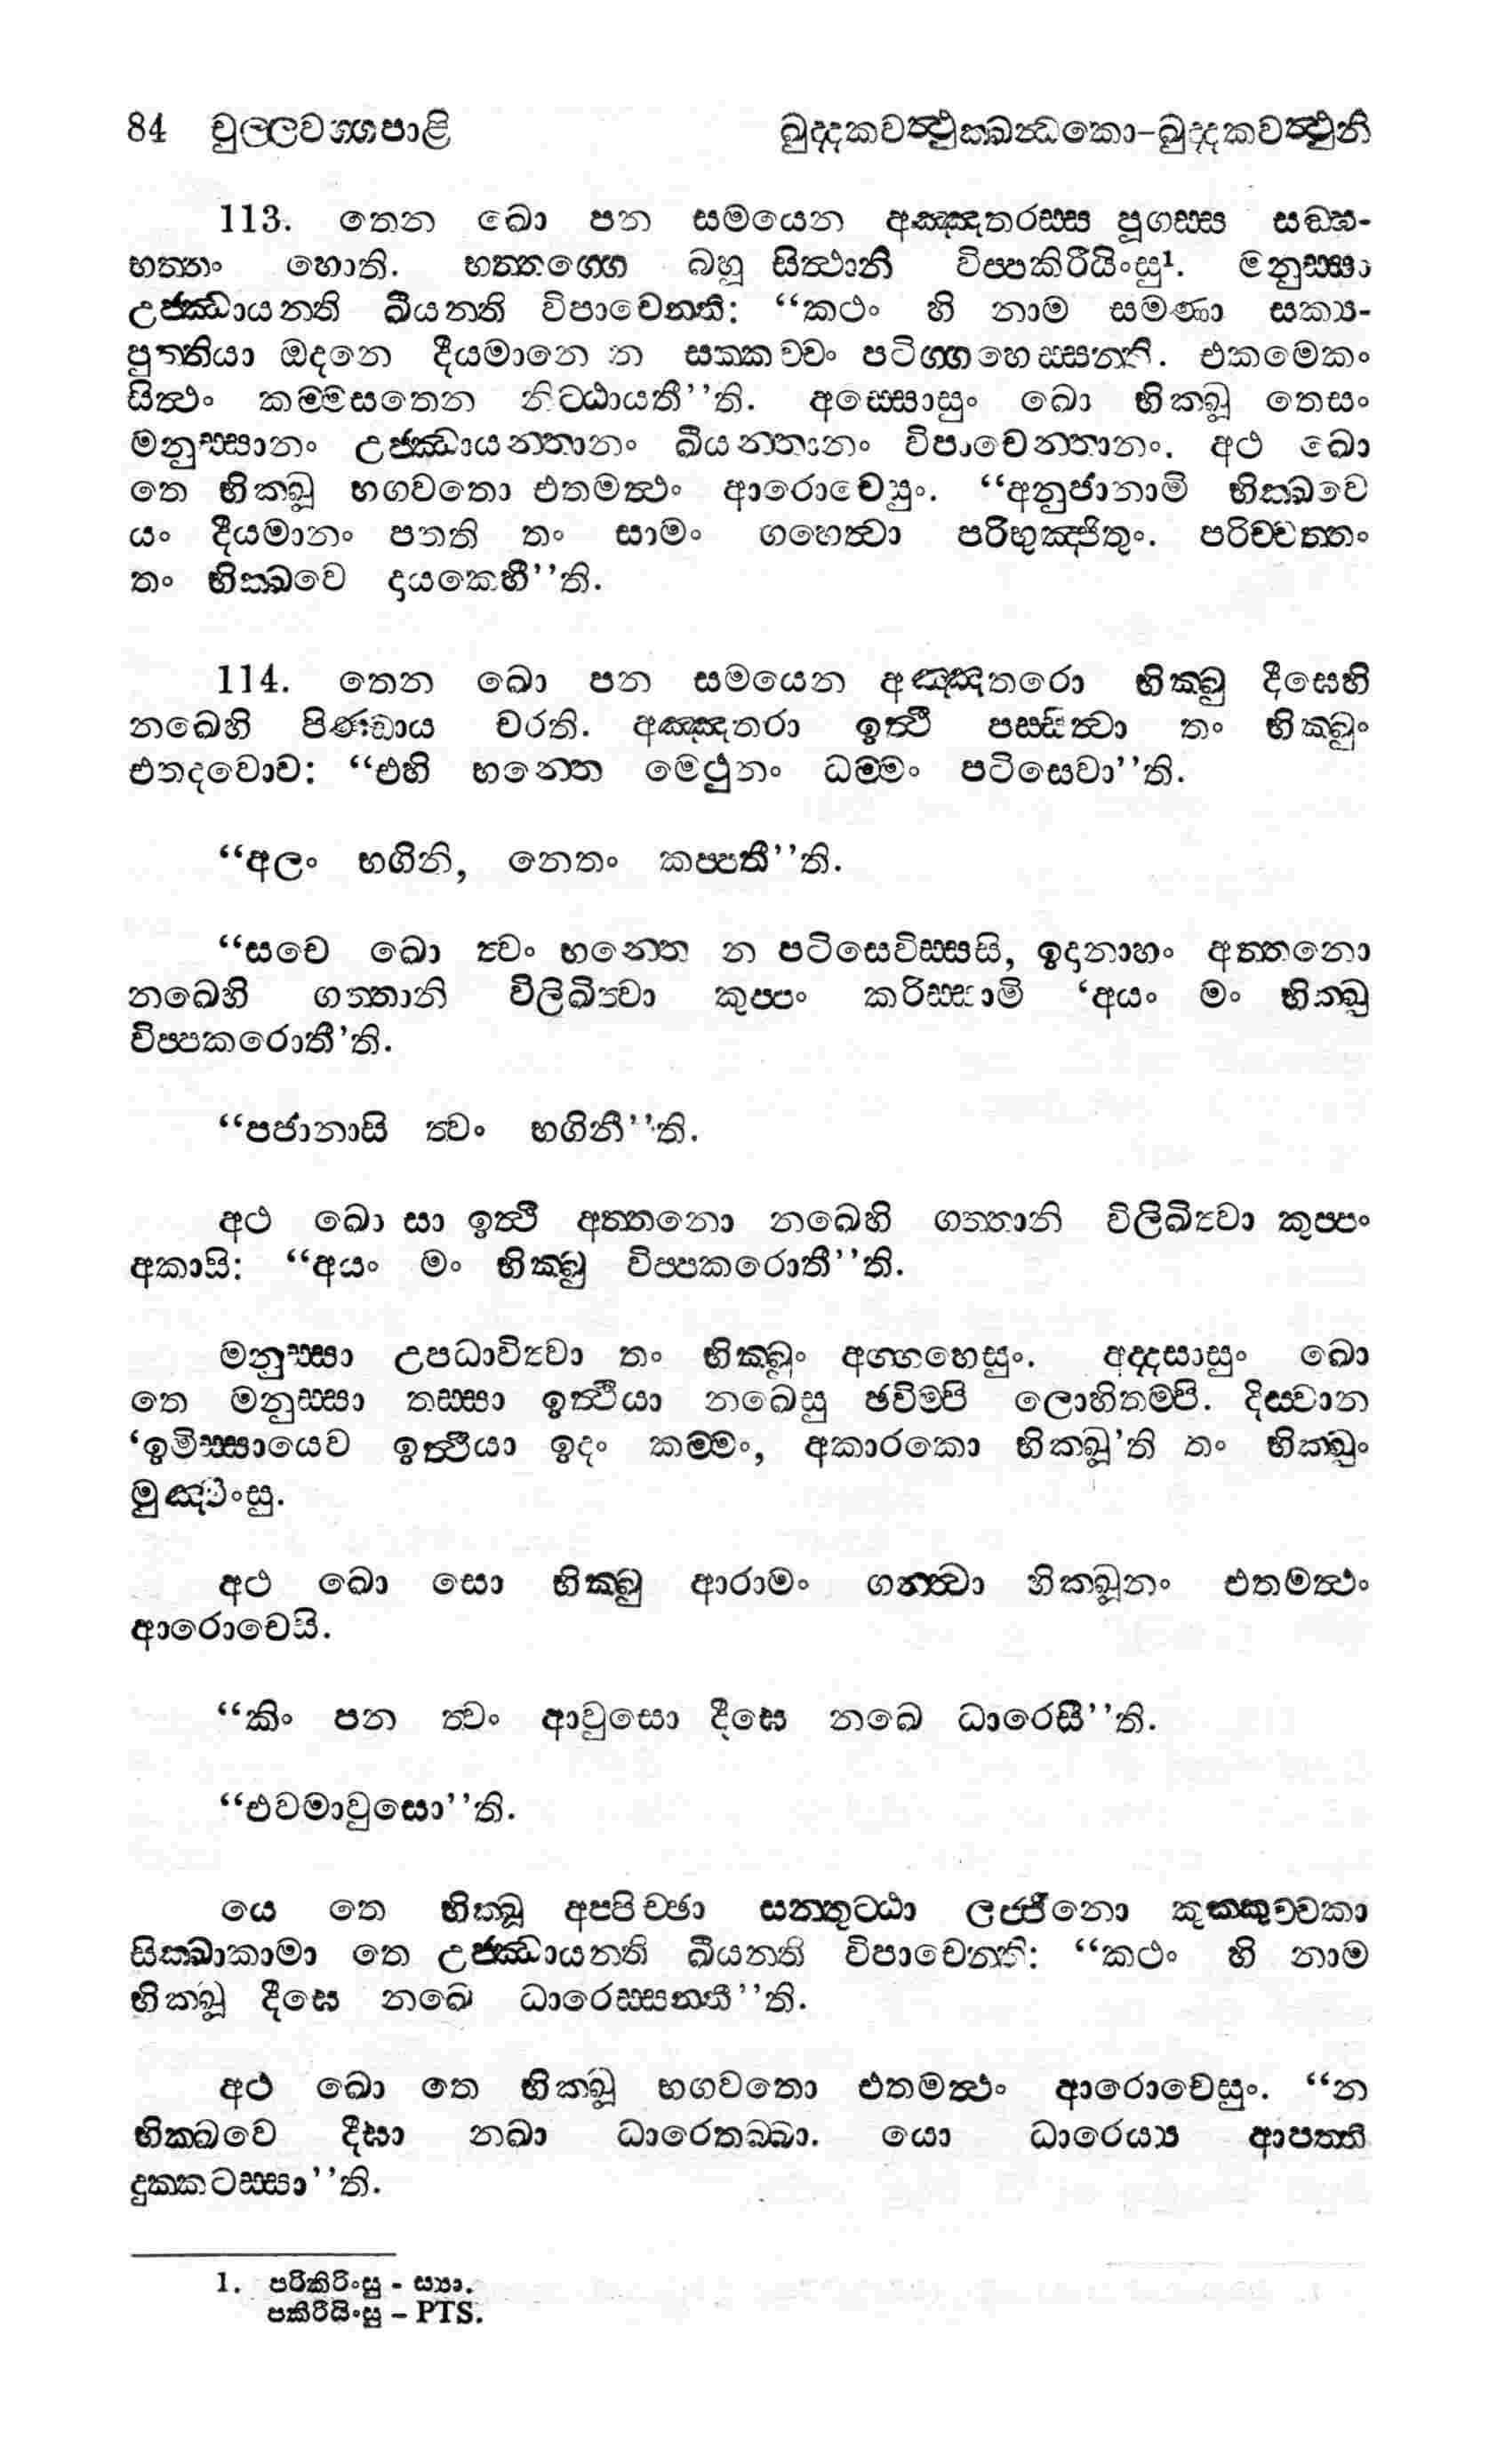 84 චුල්ලවග්ගපාළි ඛුද්දකවත්ථුක්ඛන්ධකො–ඛුද්දකවත්ථූනි
113. තෙන ඛො පන සමයෙන අඤ්ඤතරස්ස පූගස්ස සඞ්ඝ-
භත්තං හොති. භත්තග්ගෙ බහූ සිත්ථානි විප්පකිරීයිංසු¹. මනුස්සා
උජ්ඣායන්ති ඛීයන්ති විපාචෙන්ති: “කථං හි නාම සමණා සක්‍ය-
පුත්තියා ඔදනෙ දීයමානෙ න සක්කච්චං පටිග්ගහෙස්සන්ති. එකමෙකං
සිත්ථං කම්මසතෙන නිට්ඨායතී’’ති. අස්සොසුං ඛො භික්ඛූ තෙසං
මනුස්සානං උජ්ඣායන්තානං ඛීයන්තානං විපාචෙන්තානං. අථ ඛො
තෙ භික්ඛූ භගවතො එතමත්ථං ආරොචෙසුං. “අනුජානාමි භික්ඛවෙ
යං දීයමානං පතති තං සාමං ගහෙත්වා පරිභුඤ්ජිතුං. පරිච්චත්තං
තං භික්ඛවෙ දායකෙහී’’ති.
114. තෙන ඛො පන සමයෙන අඤ්ඤතරො භික්ඛු දීඝෙහි
නඛෙහි පිණ්ඩාය චරති. අඤ්ඤතරා ඉත්ථී පස්සිත්වා තං භික්ඛුං
එතදවොච: “එහි භන්තෙ මෙථුනං ධම්මං පටිසෙවා’’ති.
“අලං භගිනි, නෙතං කප්පතී’’ති.
“සචෙ ඛො ත්වං භන්තෙ න පටිසෙවිස්සසි, ඉදානාහං අත්තනො
නඛෙහි ගත්තානි විලිඛිත්වා කුප්පං කරිස්සාමි ‘අයං මං භික්ඛු
විප්පකරොතී’ති.
“පජානාසි ත්වං භගිනී’’ති.
අථ ඛො සා ඉත්ථී අත්තනො නඛෙහි ගත්තානි විලිඛිත්වා කුප්පං
අකාසි: “අයං මං භික්ඛු විප්පකරොතී’’ති.
මනුස්සා උපධාවිත්වා තං භික්ඛුං අග්ගහෙසුං. අද්දසාසුං ඛො
තෙ මනුස්සා තස්සා ඉත්ථියා නඛෙසු ඡවිම්පි ලොහිතම්පි. දිස්වාන
‘ඉමිස්සායෙව ඉත්ථියා ඉදං කම්මං, අකාරකො භික්ඛූ’ති තං භික්ඛුං
මුඤ්චිංසු.
අථ ඛො සො භික්ඛු ආරාමං ගන්ත්වා භික්ඛූනං එතමත්ථං
ආරොචෙයි.
“කිං පන ත්වං ආවුසො දීඝෙ නඛෙ ධාරෙසී’’ති.
“එවමාවුසො’’ති.
යෙ තෙ භික්ඛූ අප්පිච්ඡා සන්තුට්ඨා ලජ්ජිනො කුක්කුච්චකා
සික්ඛාකාමා තෙ උජ්ඣායන්ති ඛීයන්ති විපාචෙන්ති: “කථං හි නාම
භික්ඛූ දීඝෙ නඛෙ ධාරෙස්සන්තී’’ති.
අථ ඛො තෙ භික්ඛූ භගවතො එතමත්ථං ආරොචෙසුං. “න
භික්ඛවෙ දීඝා නඛා ධාරෙතබ්බා. යො ධාරෙය්‍ය ආපත්ති
දුක්කටස්සා’’ති.
1. පරිකිරිංසු - ස්‍යා.
පකිරීයිංසු – PTS.